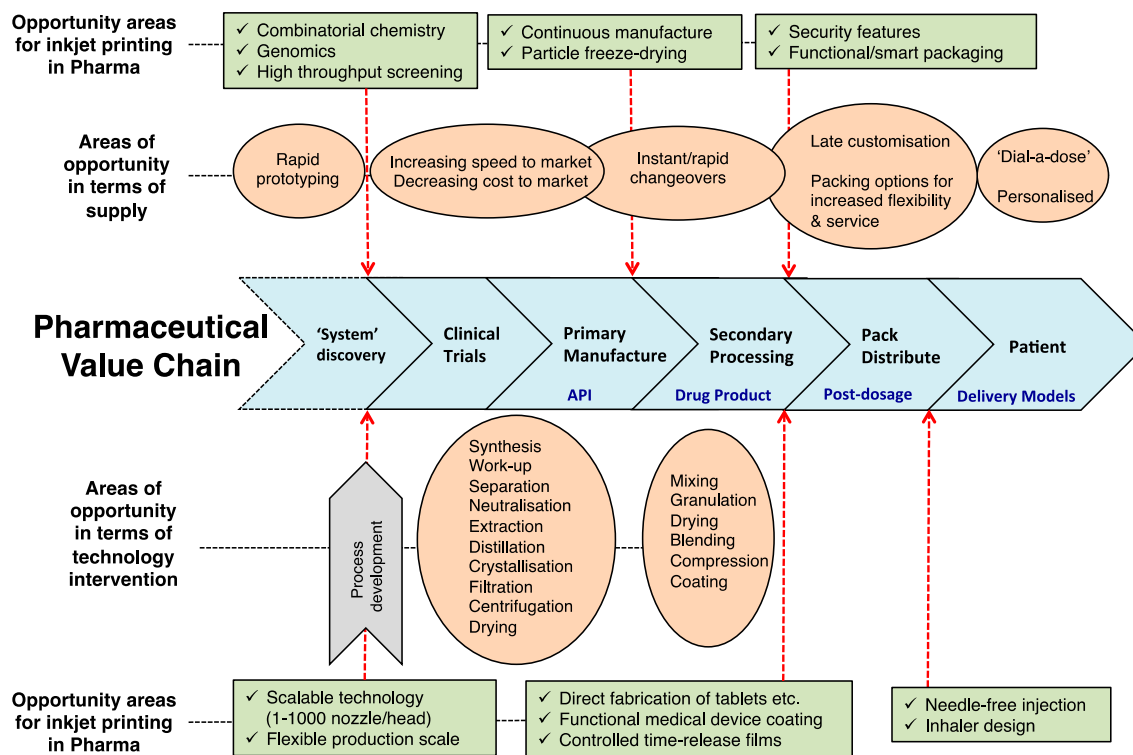 Opportunity areas
for inkjet printing
in Pharma
✓ Combinatorial chemistry
✓ Genomics
✓ High throughput screening
✓ Continuous manufacture
✓ Particle freeze-drying
✓ Security features
✓ Functional/smart packaging
Areas of
opportunity
in terms of
supply
Rapid
prototyping
Increasing speed to market
Decreasing cost to market
Instant/rapid
changeovers
Late customisation
Packing options for
increased flexibility
& service
‘Dial-a-dose’
Personalised
Pharmaceutical
Value Chain
‘System’
discovery
Clinical
Trials
Primary
Manufacture
API
Secondary
Processing
Drug Product
Pack
Distribute
Post-dosage
Patient
Delivery Models
Areas of
opportunity
in terms of
technology
intervention
Process
development
Synthesis
Work-up
Separation
Neutralisation
Extraction
Distillation
Crystallisation
Filtration
Centrifugation
Drying
Mixing
Granulation
Drying
Blending
Compression
Coating
Opportunity areas
for inkjet printing
in Pharma
✓ Scalable technology
(1-1000 nozzle/head)
✓ Flexible production scale
✓ Direct fabrication of tablets etc.
✓ Functional medical device coating
✓ Controlled time-release films
✓ Needle-free injection
✓ Inhaler design